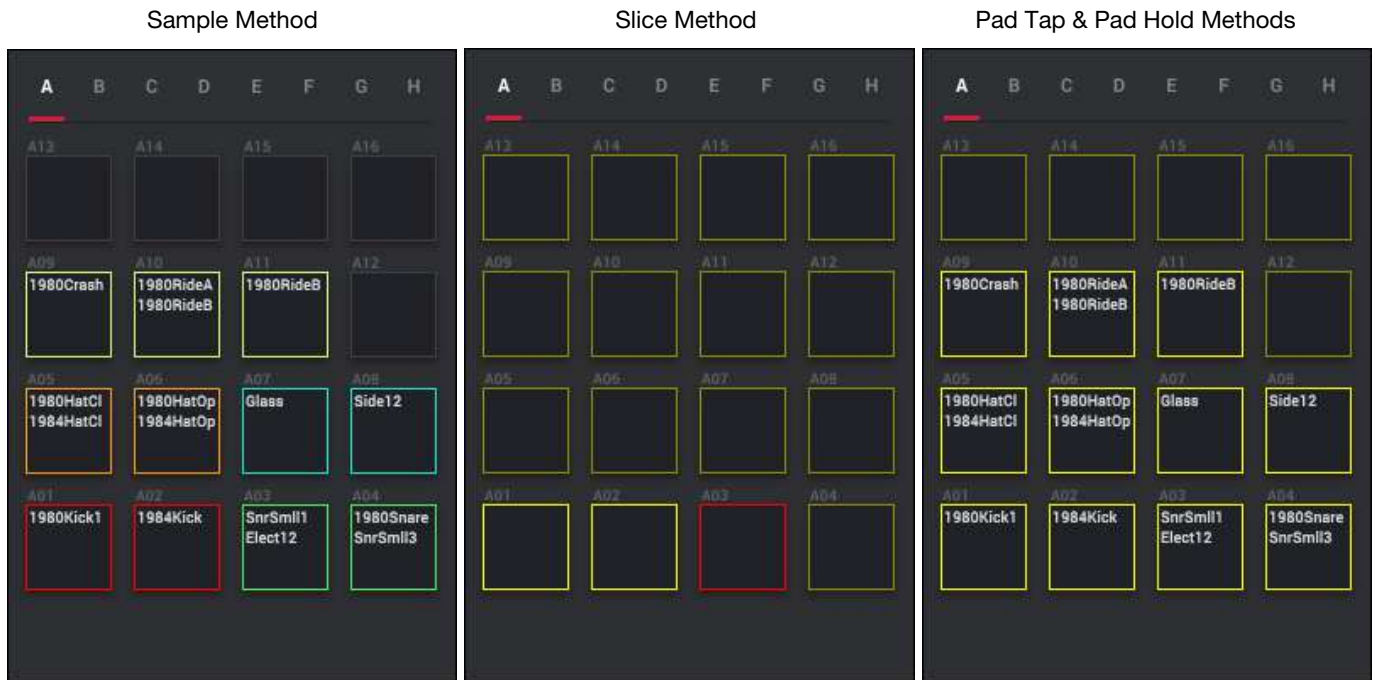 Sample Method
A B C D E F G H
A13 A14 A15 A16
A09 A10 A11 A12
1980Crash 1980RideA 1980RideB
1980RideB
A05 A06 A07 A08
1980HatCl 1980HatOp Glass Side12
1984HatCl 1984HatOp
A01 A02 A03 A04
1980Kick1 1984Kick SnrSmll1 1980Snare
Elect12 SnrSmll3
Slice Method
A B C D E F G H
A13 A14 A15 A16
A09 A10 A11 A12
A05 A06 A07 A08
A01 A02 A03 A04
Pad Tap & Pad Hold Methods
A B C D E F G H
A13 A14 A15 A16
A09 A10 A11 A12
1980Crash 1980RideA 1980RideB
1980RideB
A05 A06 A07 A08
1980HatCl 1980HatOp Glass Side12
1984HatCl 1984HatOp
A01 A02 A03 A04
1980Kick1 1984Kick SnrSmll1 1980Snare
Elect12 SnrSmll3